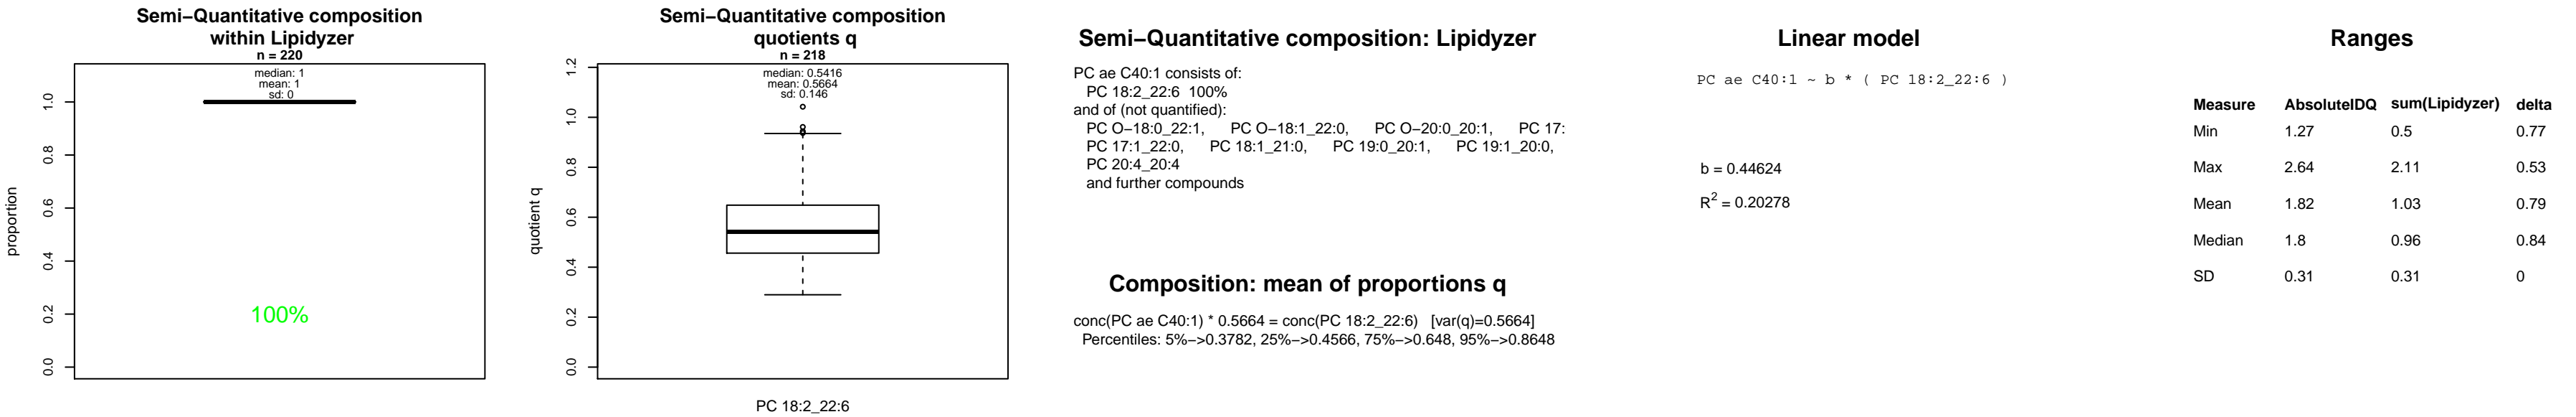 Semi−Quantitative composition
within Lipidyzer
n = 220
median: 1
mean: 1
sd: 0
proportion
1.0
0.8
0.6
0.4
0.2
0.0
100%
Semi−Quantitative composition
quotients q
n = 218
median: 0.5416
mean: 0.5664
sd: 0.146
quotient q
1.2
1.0
0.8
0.6
0.4
0.2
0.0
PC 18:2_22:6
Semi−Quantitative composition: Lipidyzer
PC ae C40:1 consists of:
PC 18:2_22:6 100%
and of (not quantified):
PC O−18:0_22:1, PC O−18:1_22:0, PC O−20:0_20:1, PC 17:
PC 17:1_22:0, PC 18:1_21:0, PC 19:0_20:1, PC 19:1_20:0,
PC 20:4_20:4
and further compounds
Composition: mean of proportions q
conc(PC ae C40:1) * 0.5664 = conc(PC 18:2_22:6) [var(q)=0.5664]
Percentiles: 5%−>0.3782, 25%−>0.4566, 75%−>0.648, 95%−>0.8648
Linear model
PC ae C40:1 ~ b * ( PC 18:2_22:6 )
b = 0.44624
R² = 0.20278
Ranges
Measure AbsoluteIDQ sum(Lipidyzer) delta
Min 1.27 0.5 0.77
Max 2.64 2.11 0.53
Mean 1.82 1.03 0.79
Median 1.8 0.96 0.84
SD 0.31 0.31 0